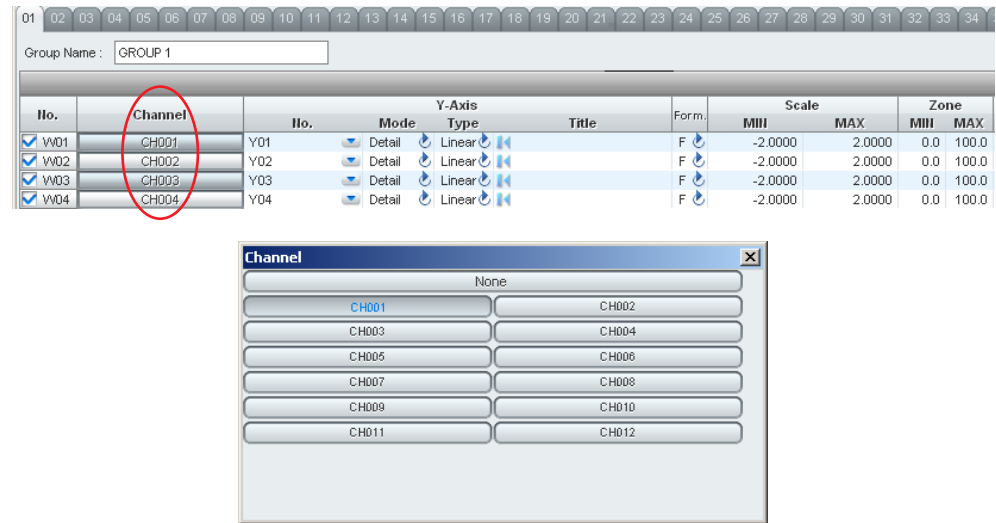 01 02 03 04 05 06 07 08 09 10 11 12 13 14 15 16 17 18 19 20 21 22 23 24 25 26 27 28 29 30 31 32 33 34
Group Name : GROUP 1
No. Channel Y-Axis Form. Scale Zone
No. Mode Type Title MIN MAX MIN MAX
W01 CH001 Y01 Detail Linear F -2.0000 2.0000 0.0 100.0
W02 CH002 Y02 Detail Linear F -2.0000 2.0000 0.0 100.0
W03 CH003 Y03 Detail Linear F -2.0000 2.0000 0.0 100.0
W04 CH004 Y04 Detail Linear F -2.0000 2.0000 0.0 100.0
Channel
None
CH001 CH002
CH003 CH004
CH005 CH006
CH007 CH008
CH009 CH010
CH011 CH012